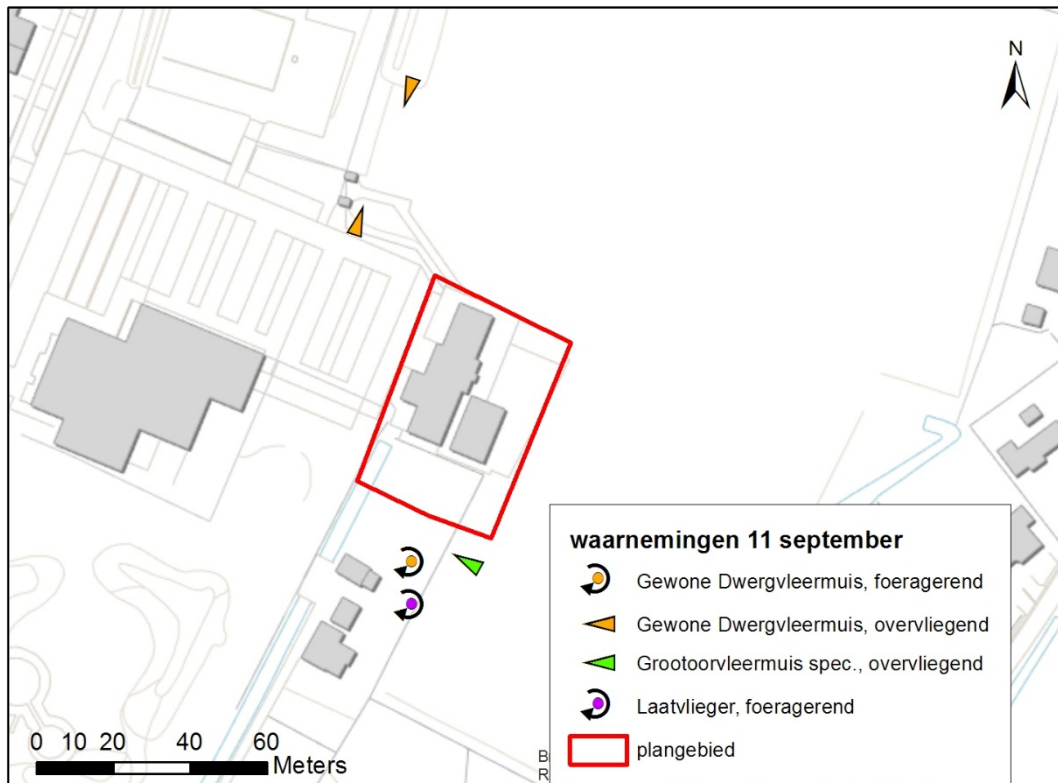 N
waarnemingen 11 september
Gewone Dwergvleermuis, foeragerend
Gewone Dwergvleermuis, overvliegend
Grootoorvleermuis spec., overvliegend
Laatvlieger, foeragerend
plangebied
0 10 20 40 60
Meters
B
R